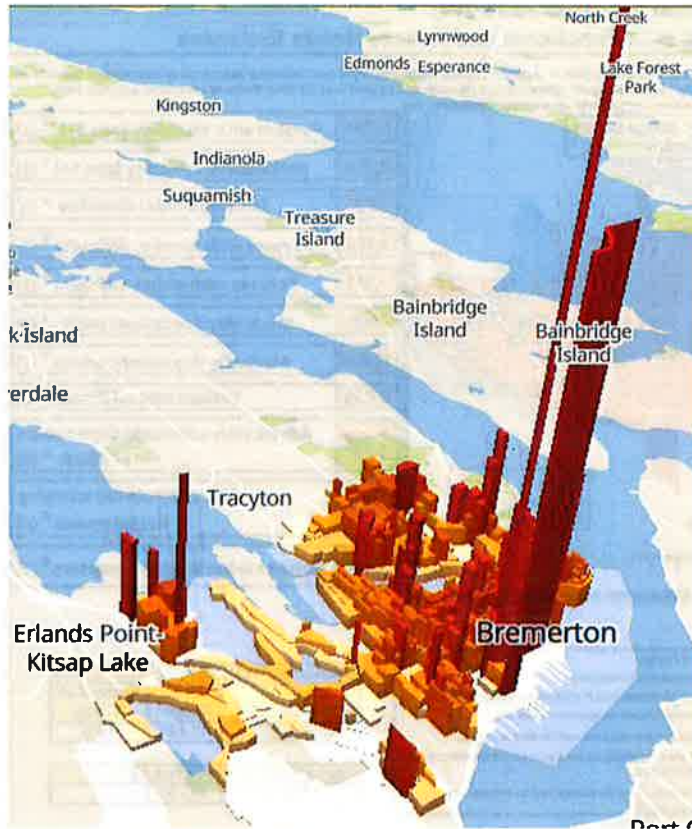 North Creek
Lynnwood
Edmonds Esperance
Lake Forest
Park
Kingston
Indianola
Suquamish
Treasure
Island
Bainbridge
Island
Bainbridge
Island
k Island
erdale
Tracyton
Erlands Point-
Kitsap Lake
Bremerton